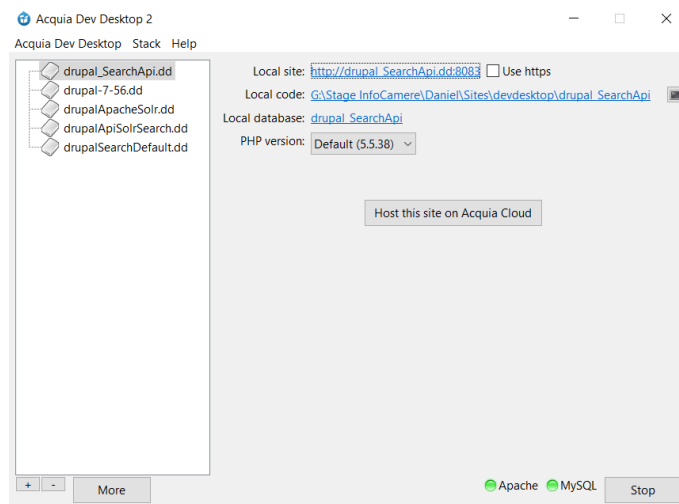 Acquia Dev Desktop 2
Acquia Dev Desktop Stack Help
drupal_SearchApi.dd
drupal-7-56.dd
drupalApacheSolr.dd
drupalApiSolrSearch.dd
drupalSearchDefault.dd
Local site: http://drupal_SearchApi.dd:8083 Use https
Local code: G:\Stage InfoCamere\Daniel\Sites\devdesktop\drupal_SearchApi
Local database: drupal_SearchApi
PHP version: Default (5.5.38)
Host this site on Acquia Cloud
+ - More
Apache MySQL Stop